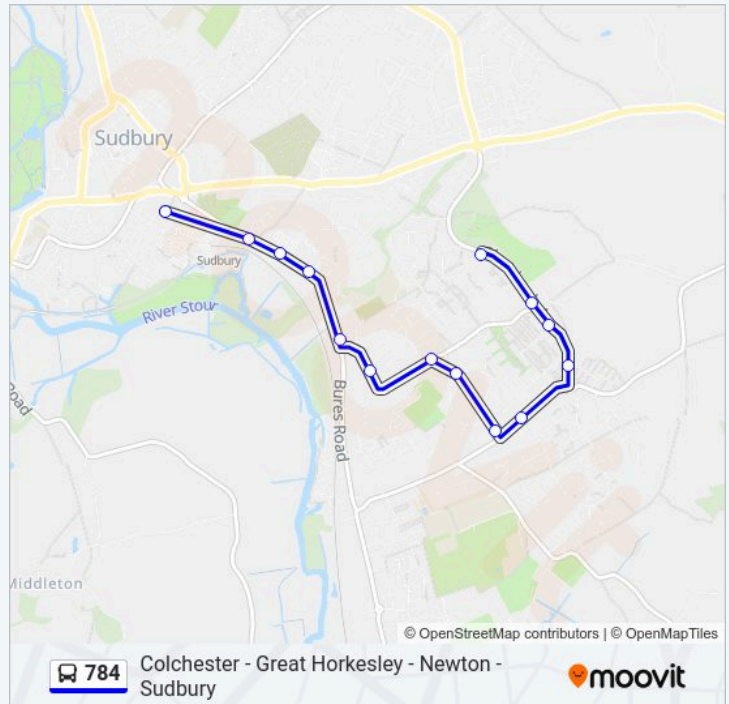 Sudbury
Sudbury
River Stour
Bures Road
Road
Middleton
© OpenStreetMap contributors | © OpenMapTiles
784
Colchester - Great Horkesley - Newton -
Sudbury
moovit